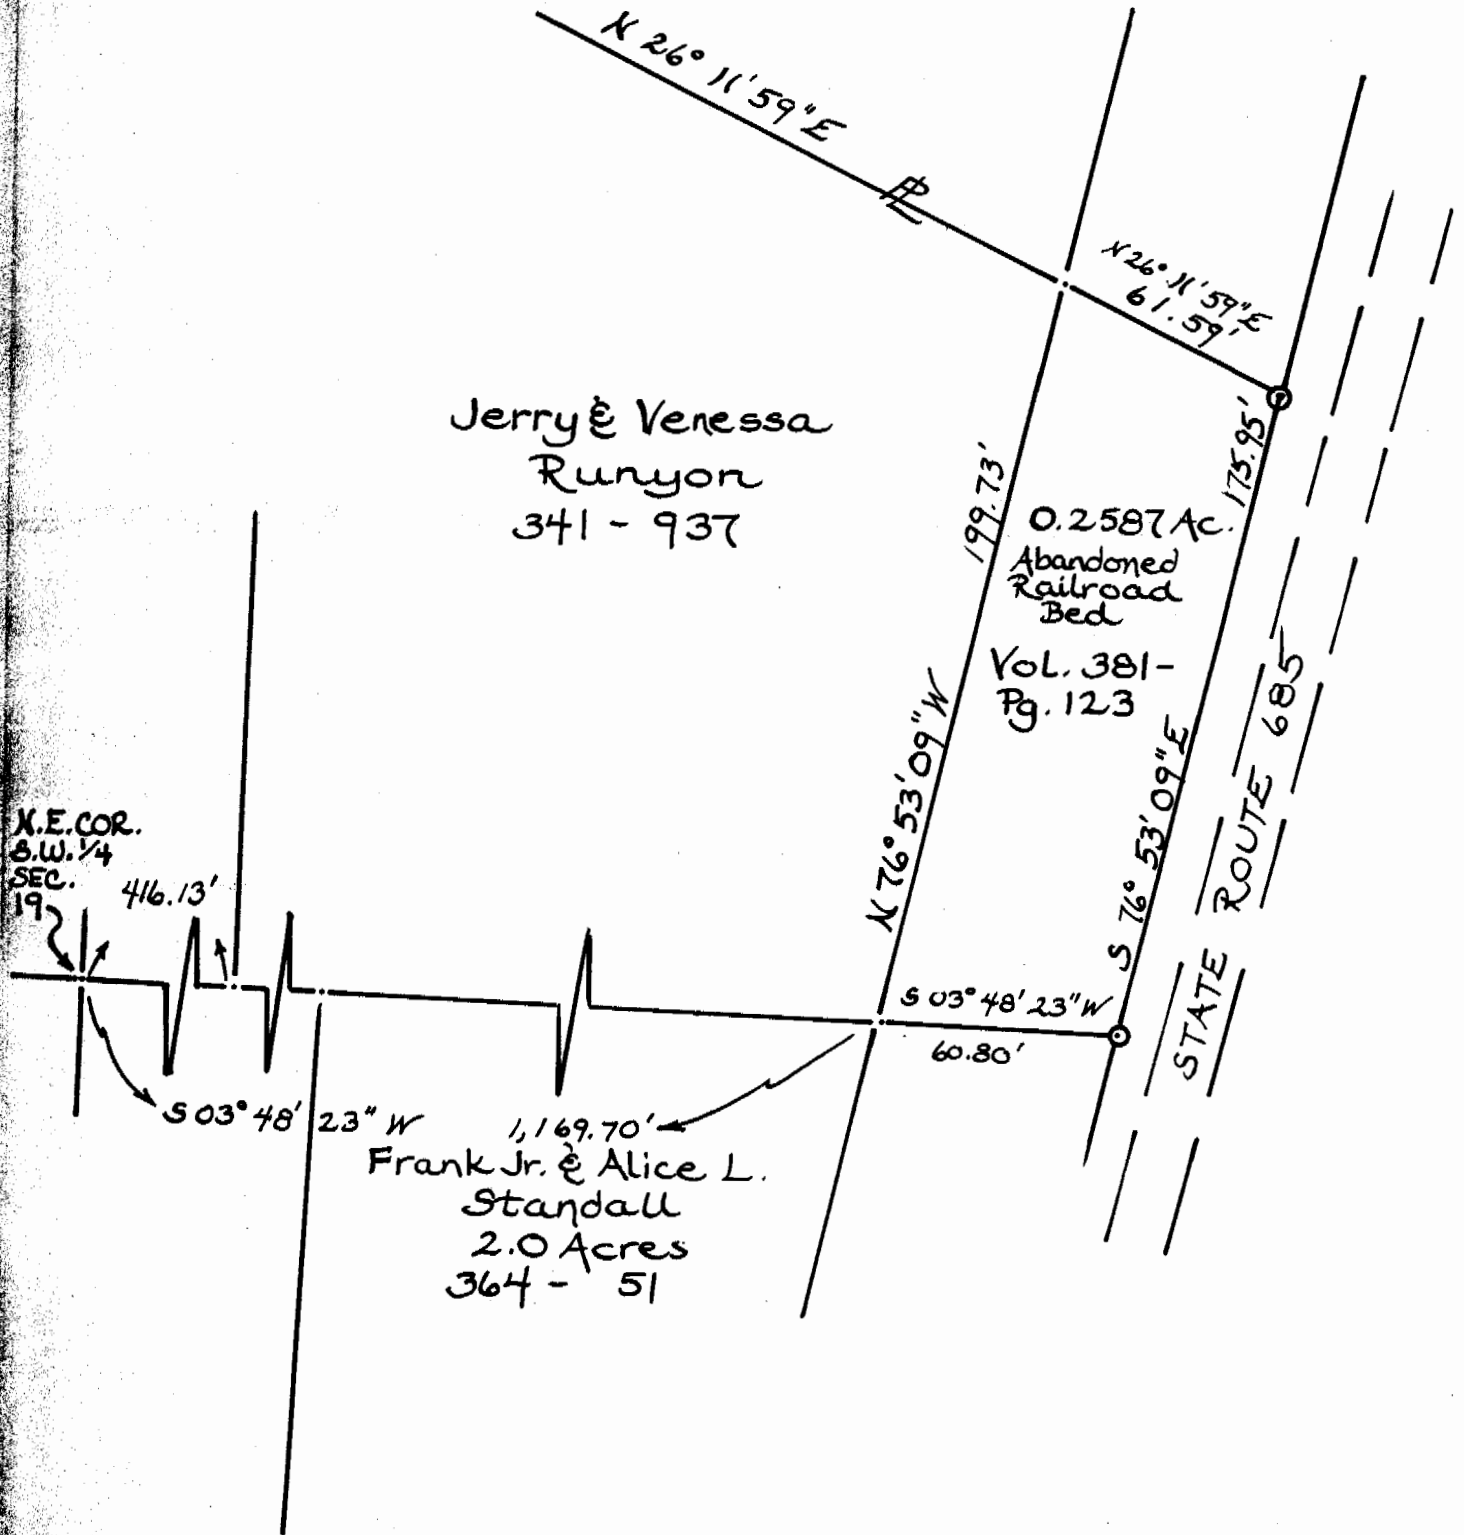 N 26° 11' 59" E
PL
N 26° 11' 59" E
61.59'
Jerry & Venessa
Runyon
341 - 937
199.73'
175.95'
0.2587 Ac.
Abandoned
Railroad
Bed
Vol. 381-
Pg. 123
N 76° 53' 09" W
S 76° 53' 09" E
STATE ROUTE 685
N.E. COR.
S.W. 1/4
SEC.
19
416.13'
S 03° 48' 23" W
60.80'
S 03° 48' 23" W
1,169.70'
Frank Jr. & Alice L.
Standall
2.0 Acres
364 - 51